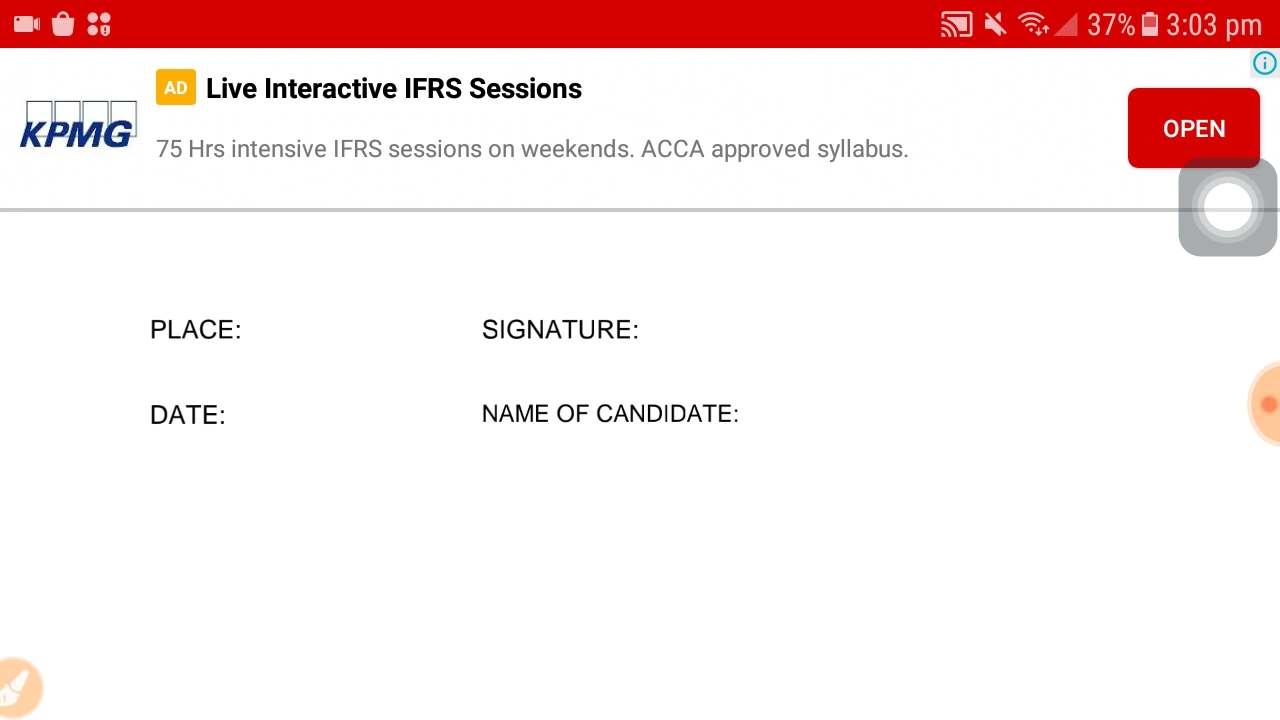 37% 3:03 pm
AD Live Interactive IFRS Sessions
KPMG
75 Hrs intensive IFRS sessions on weekends. ACCA approved syllabus.
OPEN
PLACE: SIGNATURE:
DATE: NAME OF CANDIDATE: